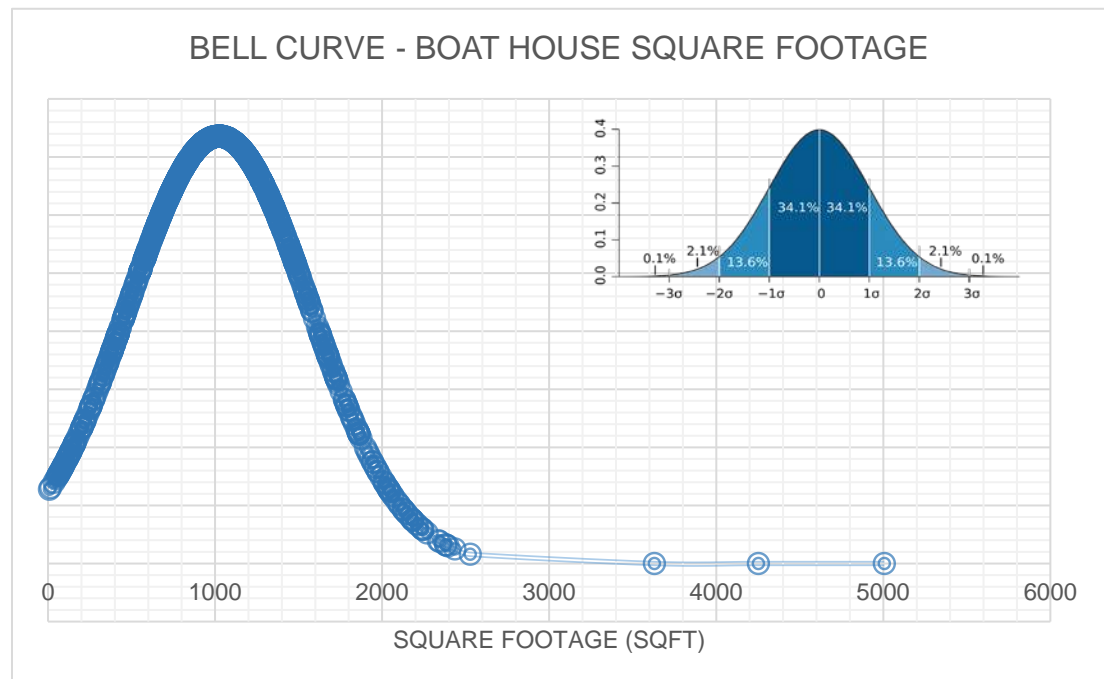 BELL CURVE - BOAT HOUSE SQUARE FOOTAGE
0.4
0.3
0.2
0.1
0.0
34.1% 34.1%
0.1% 2.1% 13.6% 13.6% 2.1% 0.1%
−3σ −2σ −1σ 0 1σ 2σ 3σ
0 1000 2000 3000 4000 5000 6000
SQUARE FOOTAGE (SQFT)